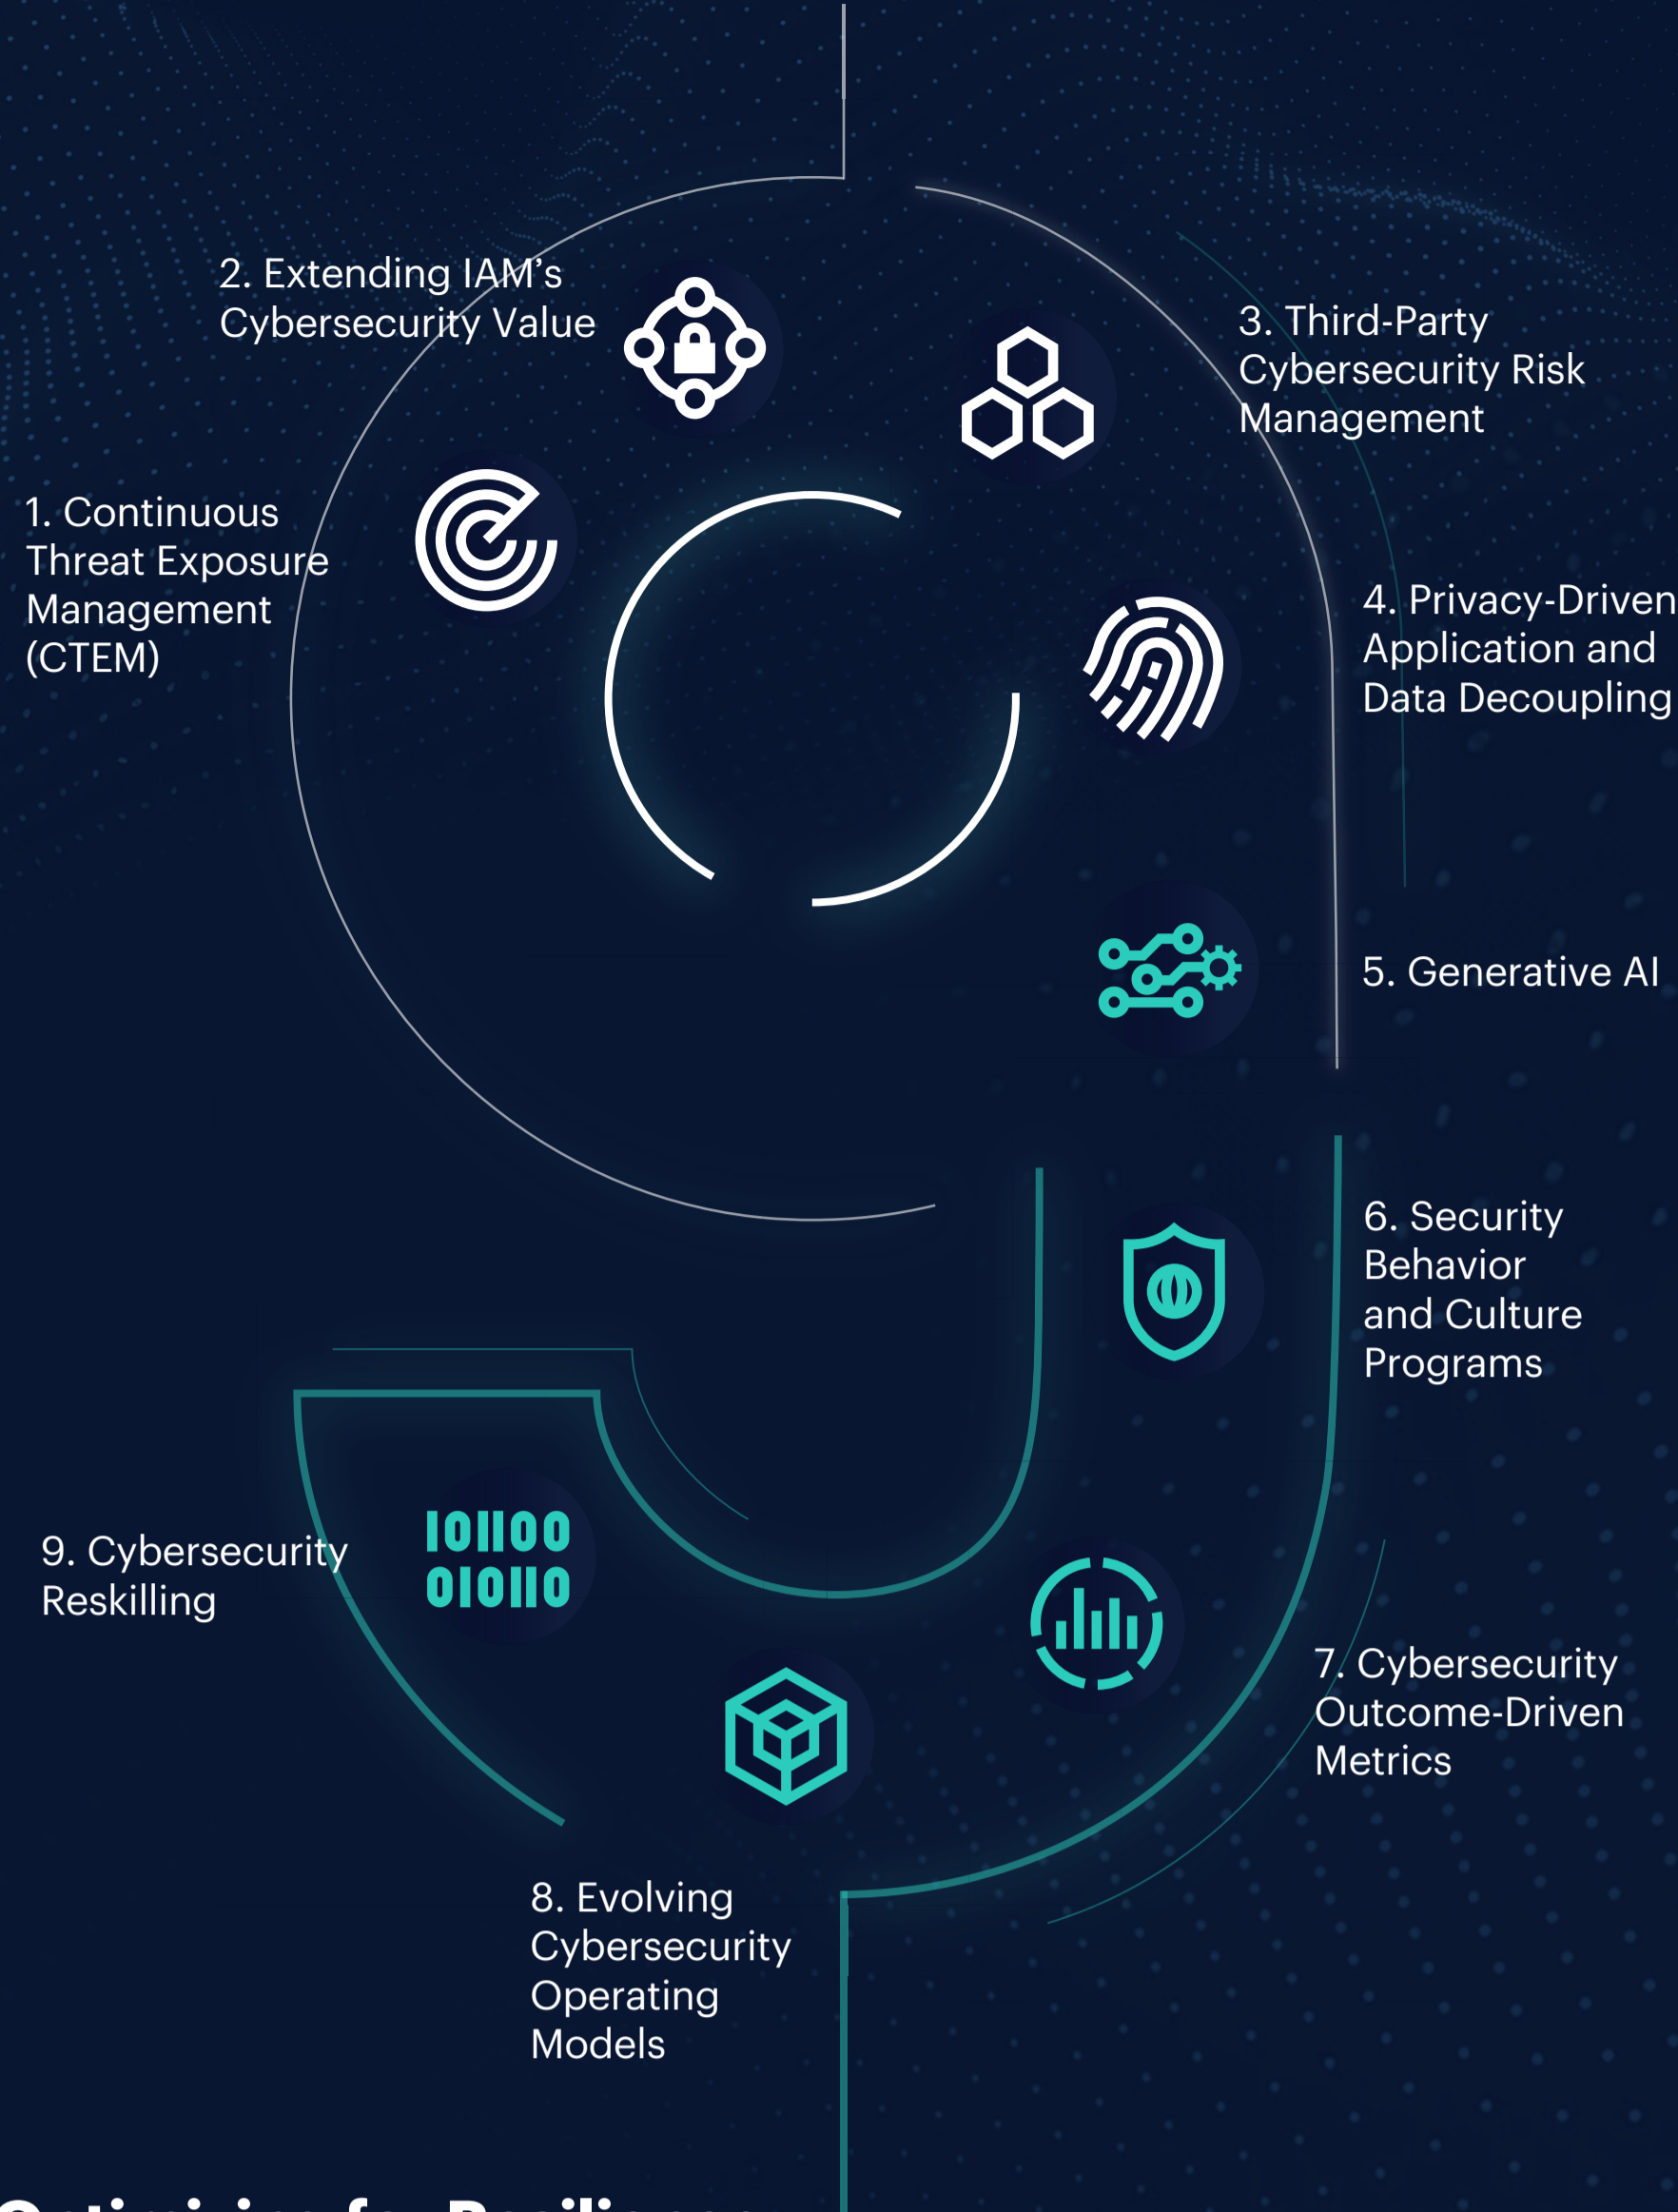 1. Continuous
Threat Exposure
Management
(CTEM)
2. Extending IAM’s
Cybersecurity Value
3. Third-Party
Cybersecurity Risk
Management
4. Privacy-Driven
Application and
Data Decoupling
5. Generative AI
6. Security
Behavior
and Culture
Programs
7. Cybersecurity
Outcome-Driven
Metrics
8. Evolving
Cybersecurity
Operating
Models
9. Cybersecurity
Reskilling
1011100
0101110